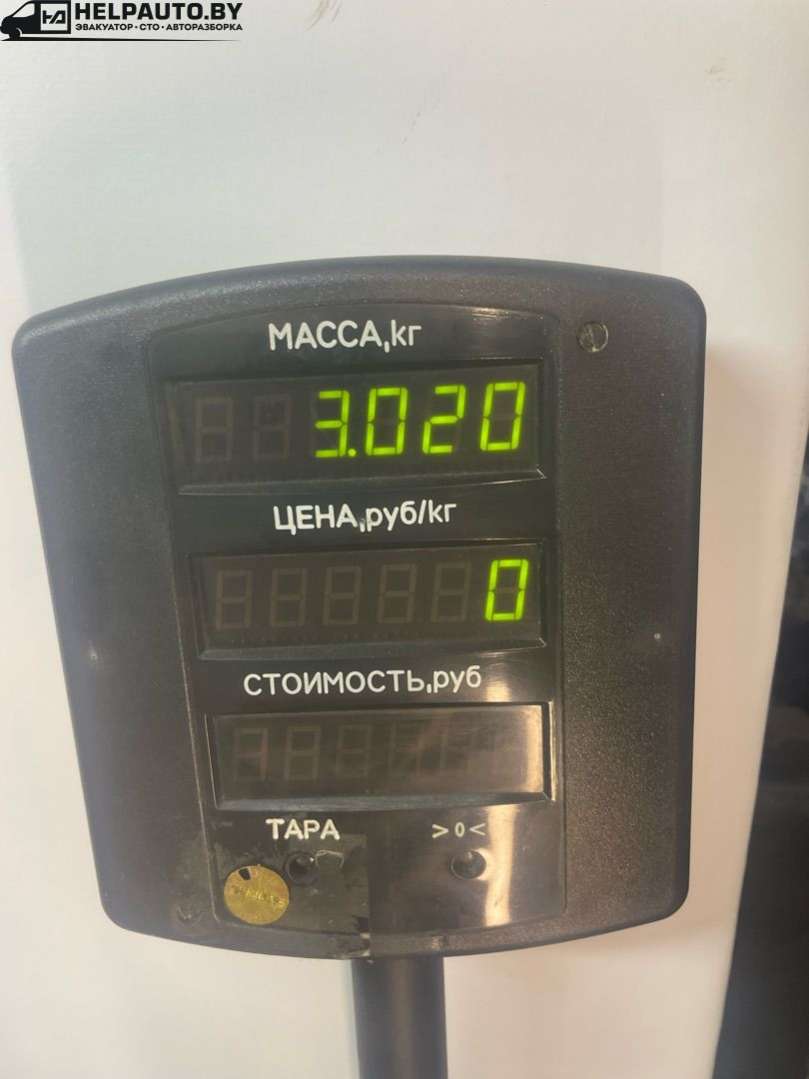 HELPAUTO.BY
ЭВАКУАТОР • СТО • АВТОРАЗБОРКА
МАССА,кг
3.020
ЦЕНА,руб/кг
0
СТОИМОСТЬ,руб
ТАРА >0<